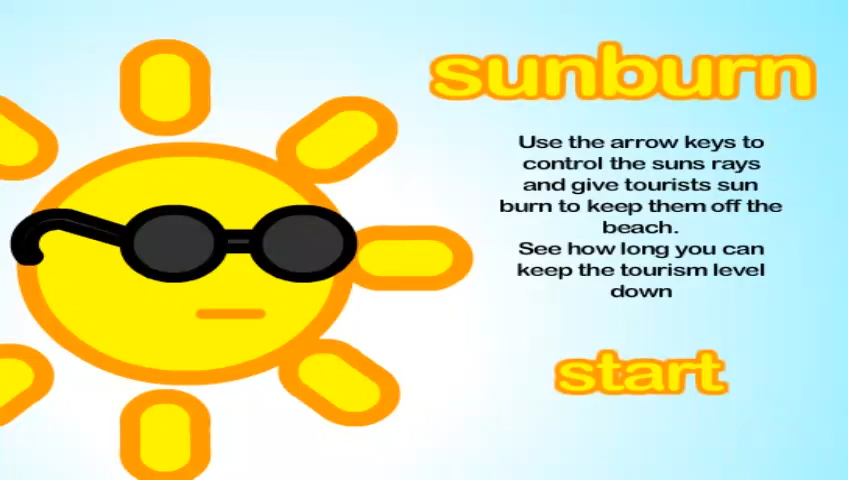 sunburn
Use the arrow keys to
control the suns rays
and give tourists sun
burn to keep them off the
beach.
See how long you can
keep the tourism level
down
start